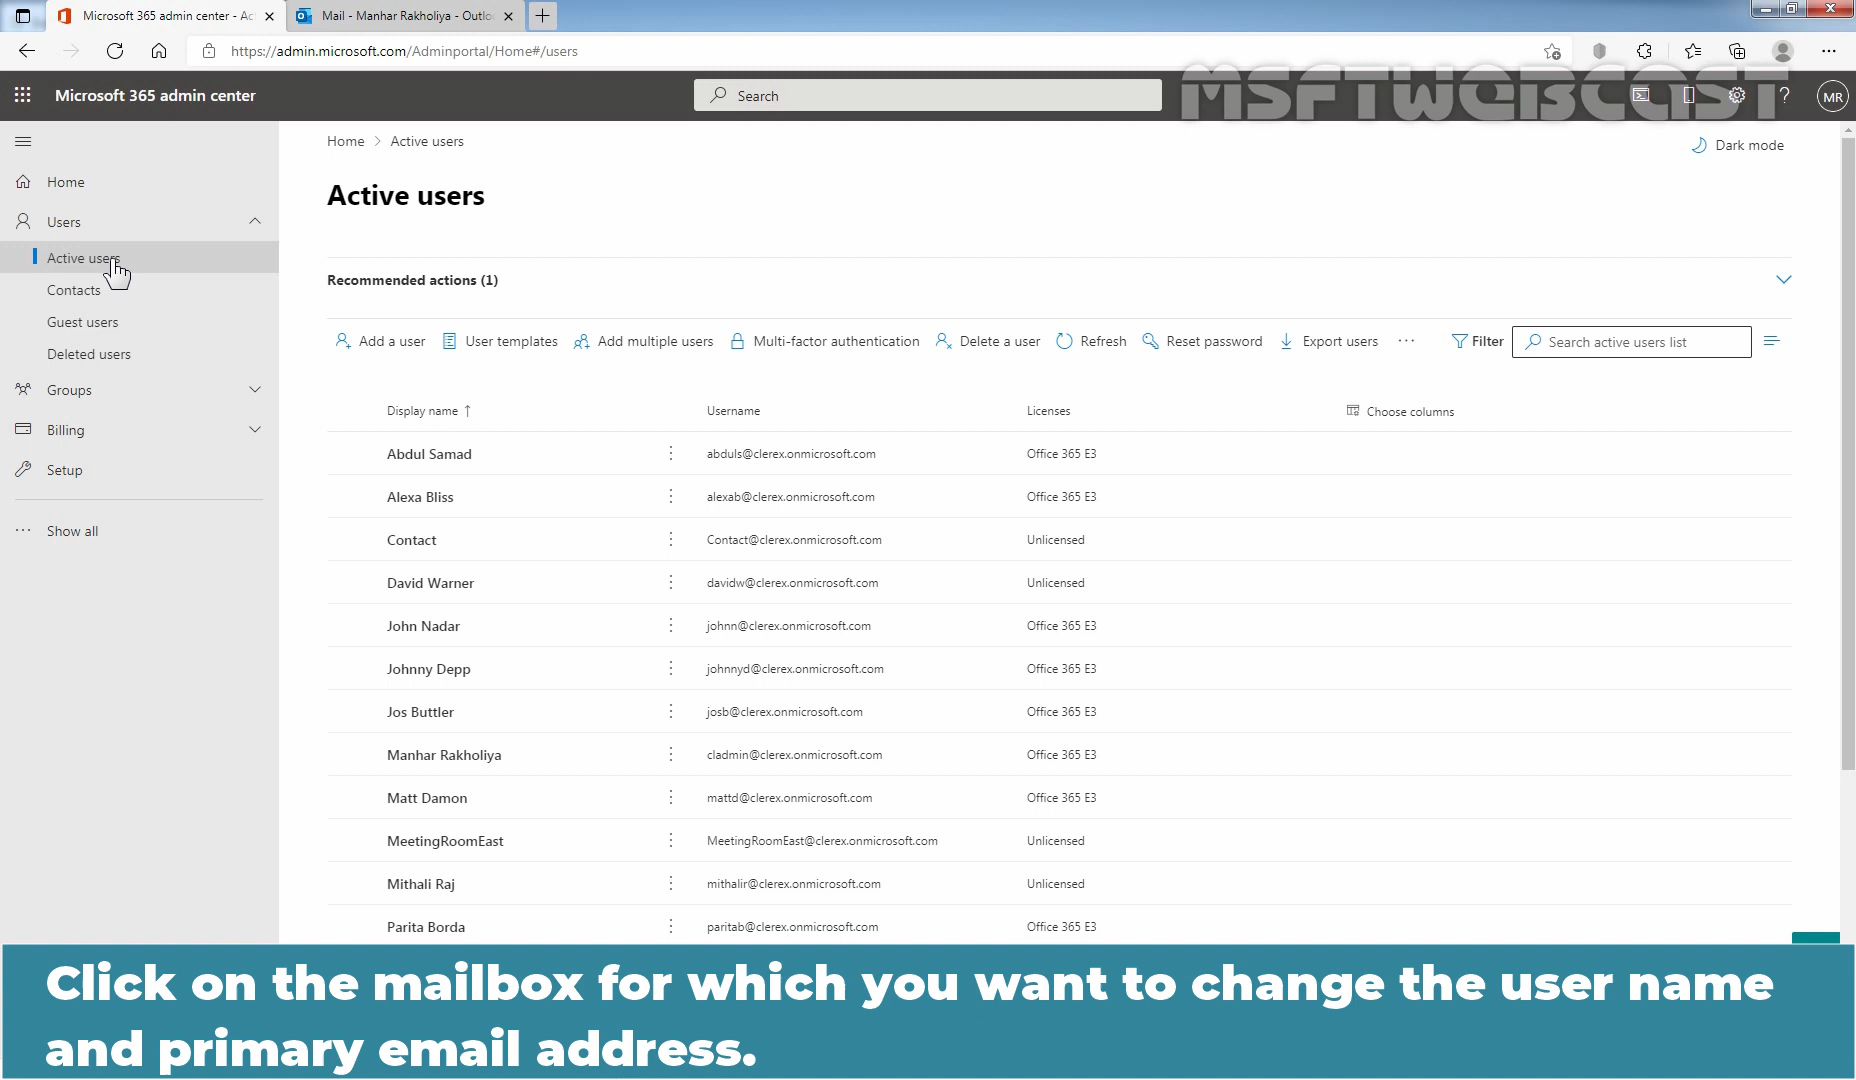 Microsoft 365 admin center - Ac
Mail - Manhar Rakholiya - Outlo
https://admin.microsoft.com/Adminportal/Home#/users
Microsoft 365 admin center
Search
MSFTWEBCAST
MR
Home > Active users
Dark mode
Home
Users
Active users
Contacts
Guest users
Deleted users
Groups
Billing
Setup
Show all
Active users
Recommended actions (1)
Add a user User templates Add multiple users Multi-factor authentication Delete a user Refresh Reset password Export users Filter Search active users list
Display name ↑ Username Licenses Choose columns
Abdul Samad abduls@clerex.onmicrosoft.com Office 365 E3
Alexa Bliss alexab@clerex.onmicrosoft.com Office 365 E3
Contact Contact@clerex.onmicrosoft.com Unlicensed
David Warner davidw@clerex.onmicrosoft.com Unlicensed
John Nadar johnn@clerex.onmicrosoft.com Office 365 E3
Johnny Depp johnnyd@clerex.onmicrosoft.com Office 365 E3
Jos Buttler josb@clerex.onmicrosoft.com Office 365 E3
Manhar Rakholiya cladmin@clerex.onmicrosoft.com Office 365 E3
Matt Damon mattd@clerex.onmicrosoft.com Office 365 E3
MeetingRoomEast MeetingRoomEast@clerex.onmicrosoft.com Unlicensed
Mithali Raj mithalir@clerex.onmicrosoft.com Unlicensed
Parita Borda paritab@clerex.onmicrosoft.com Office 365 E3
Click on the mailbox for which you want to change the user name
and primary email address.